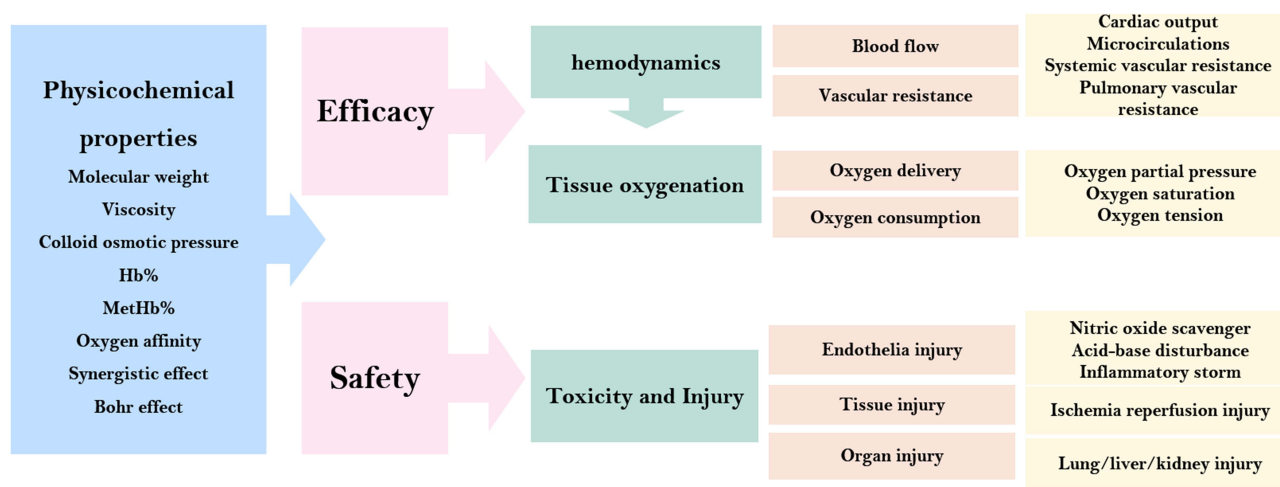 Physicochemical
properties
Molecular weight
Viscosity
Colloid osmotic pressure
Hb%
MetHb%
Oxygen affinity
Synergistic effect
Bohr effect
Efficacy
Safety
hemodynamics
Tissue oxygenation
Toxicity and Injury
Blood flow
Vascular resistance
Oxygen delivery
Oxygen consumption
Endothelia injury
Tissue injury
Organ injury
Cardiac output
Microcirculations
Systemic vascular resistance
Pulmonary vascular
resistance
Oxygen partial pressure
Oxygen saturation
Oxygen tension
Nitric oxide scavenger
Acid-base disturbance
Inflammatory storm
Ischemia reperfusion injury
Lung/liver/kidney injury